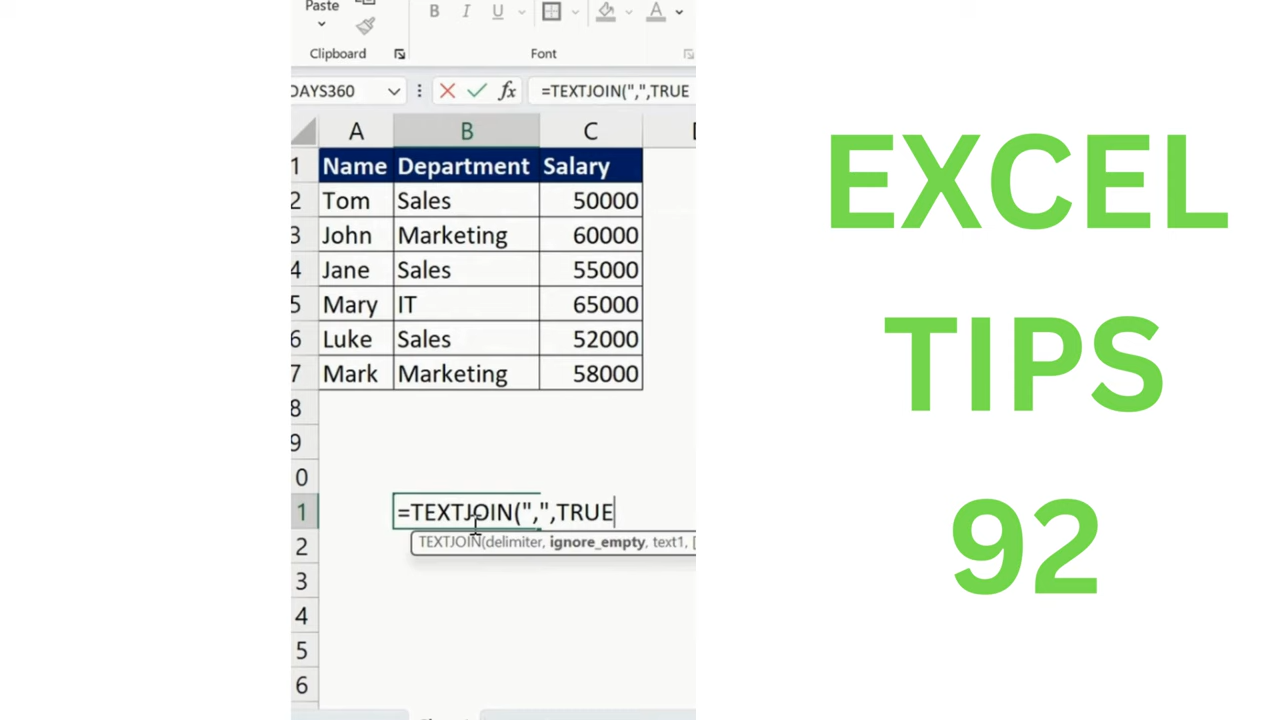 Paste
B I U A
Clipboard Font
DAYS360 fx =TEXTJOIN(",",TRUE
A B C
1 Name Department Salary
2 Tom Sales 50000
3 John Marketing 60000
4 Jane Sales 55000
5 Mary IT 65000
6 Luke Sales 52000
7 Mark Marketing 58000
8
9
0
1 =TEXTJOIN(",",TRUE
2 TEXTJOIN(delimiter, ignore_empty, text1, [
3
4
5
6
EXCEL
TIPS
92